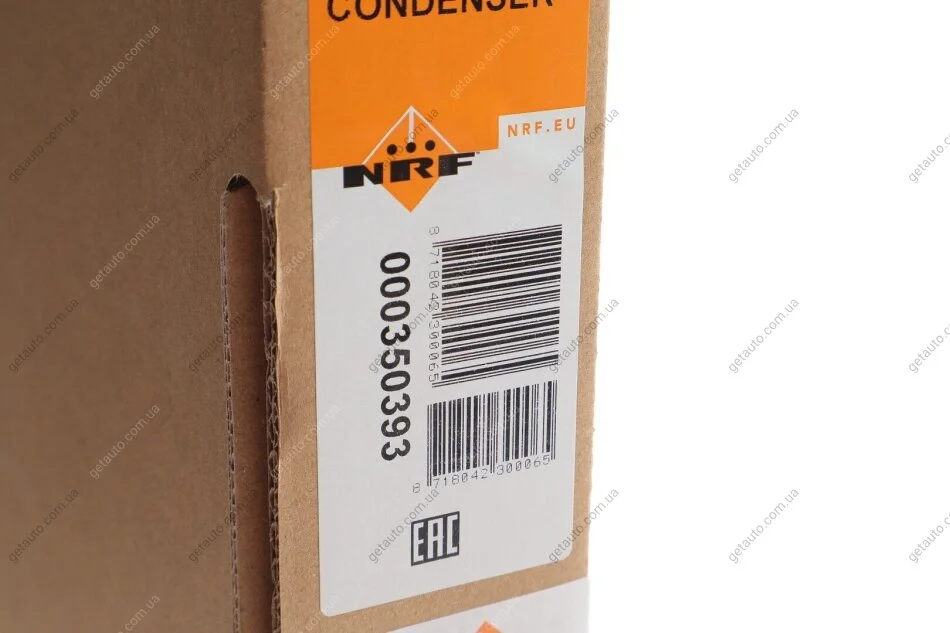 CONDENSER
NRF.EU
NRF
000350393
8 718042 300065
8 718042 300065
EAC
getauto.com.ua